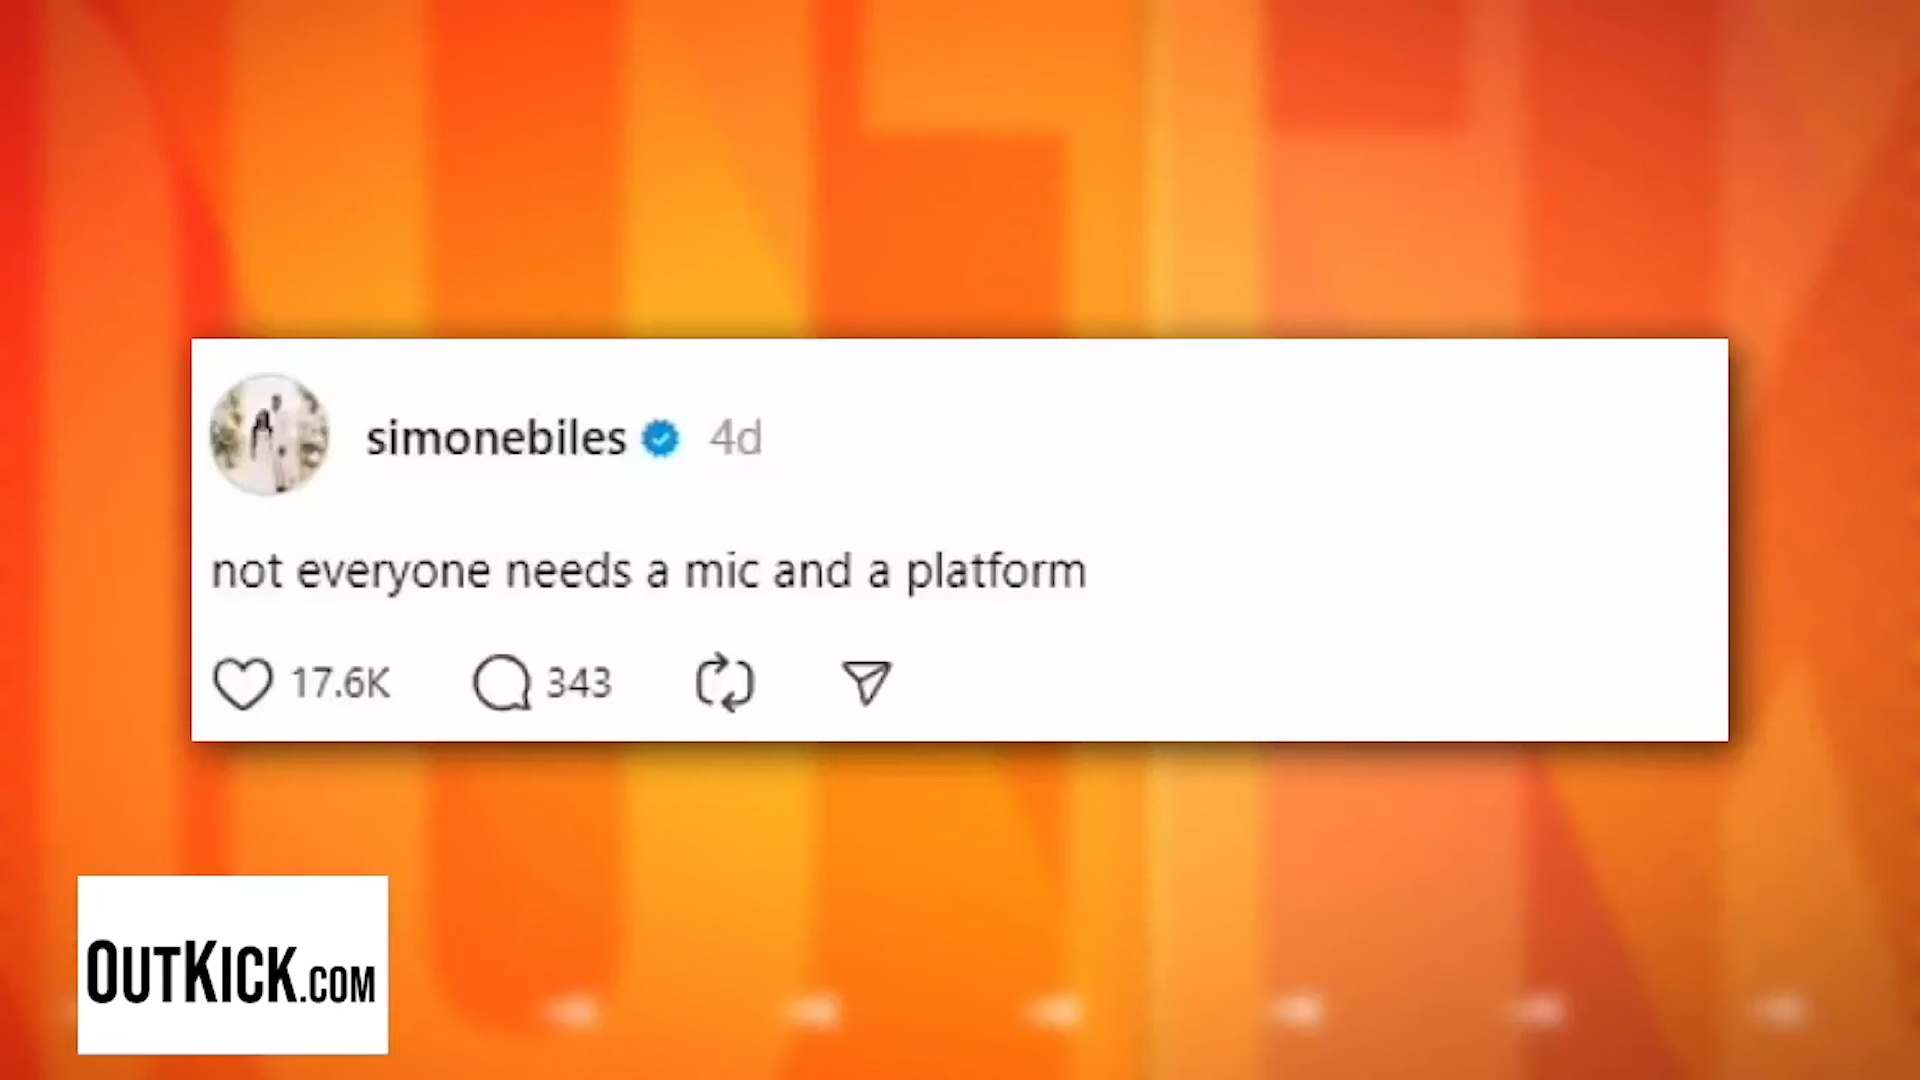 simonebiles 4d
not everyone needs a mic and a platform
17.6K 343
OUTKICK.COM